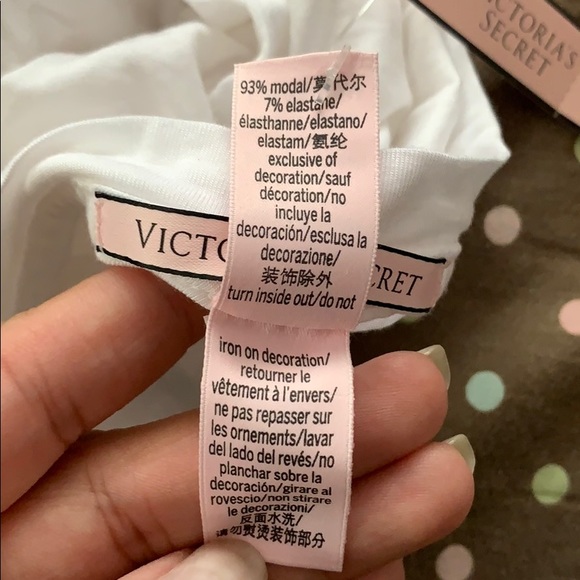 VICTORIA'S
SECRET
93% modal/莫代尔
7% elastane/
élasthanne/elastano/
elastam/氨纶
exclusive of
decoration/sauf
décoration/no
incluye la
decoración/esclusa la
decorazione/
装饰除外
turn inside out/do not
VICTO
CRET
iron on decoration/
retourner le
vêtement à l'envers/
ne pas repasser sur
les ornements/lavar
del lado del revés/no
planchar sobre la
decoración/girare al
rovescio/non stirare
le decorazioni/
反面水洗/
请勿熨烫装饰部分